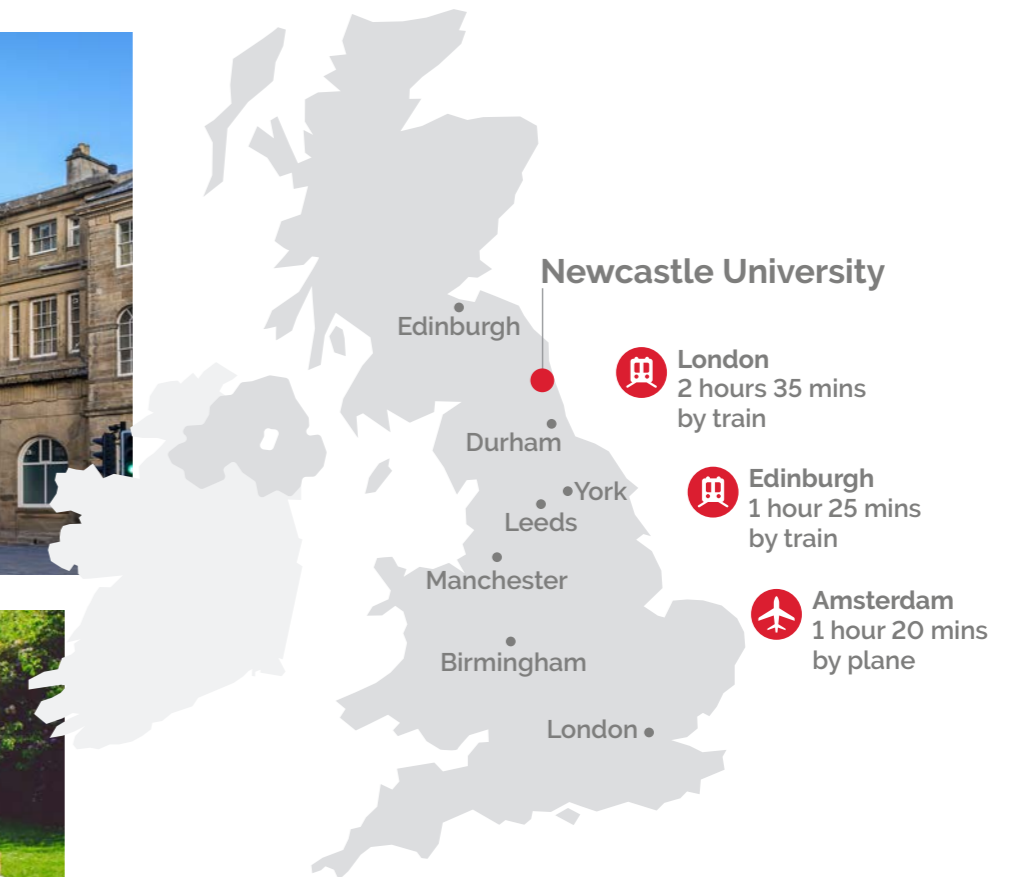 Newcastle University
Edinburgh
London
2 hours 35 mins
by train
Durham
Edinburgh
1 hour 25 mins
by train
York
Leeds
Manchester
Amsterdam
1 hour 20 mins
by plane
Birmingham
London